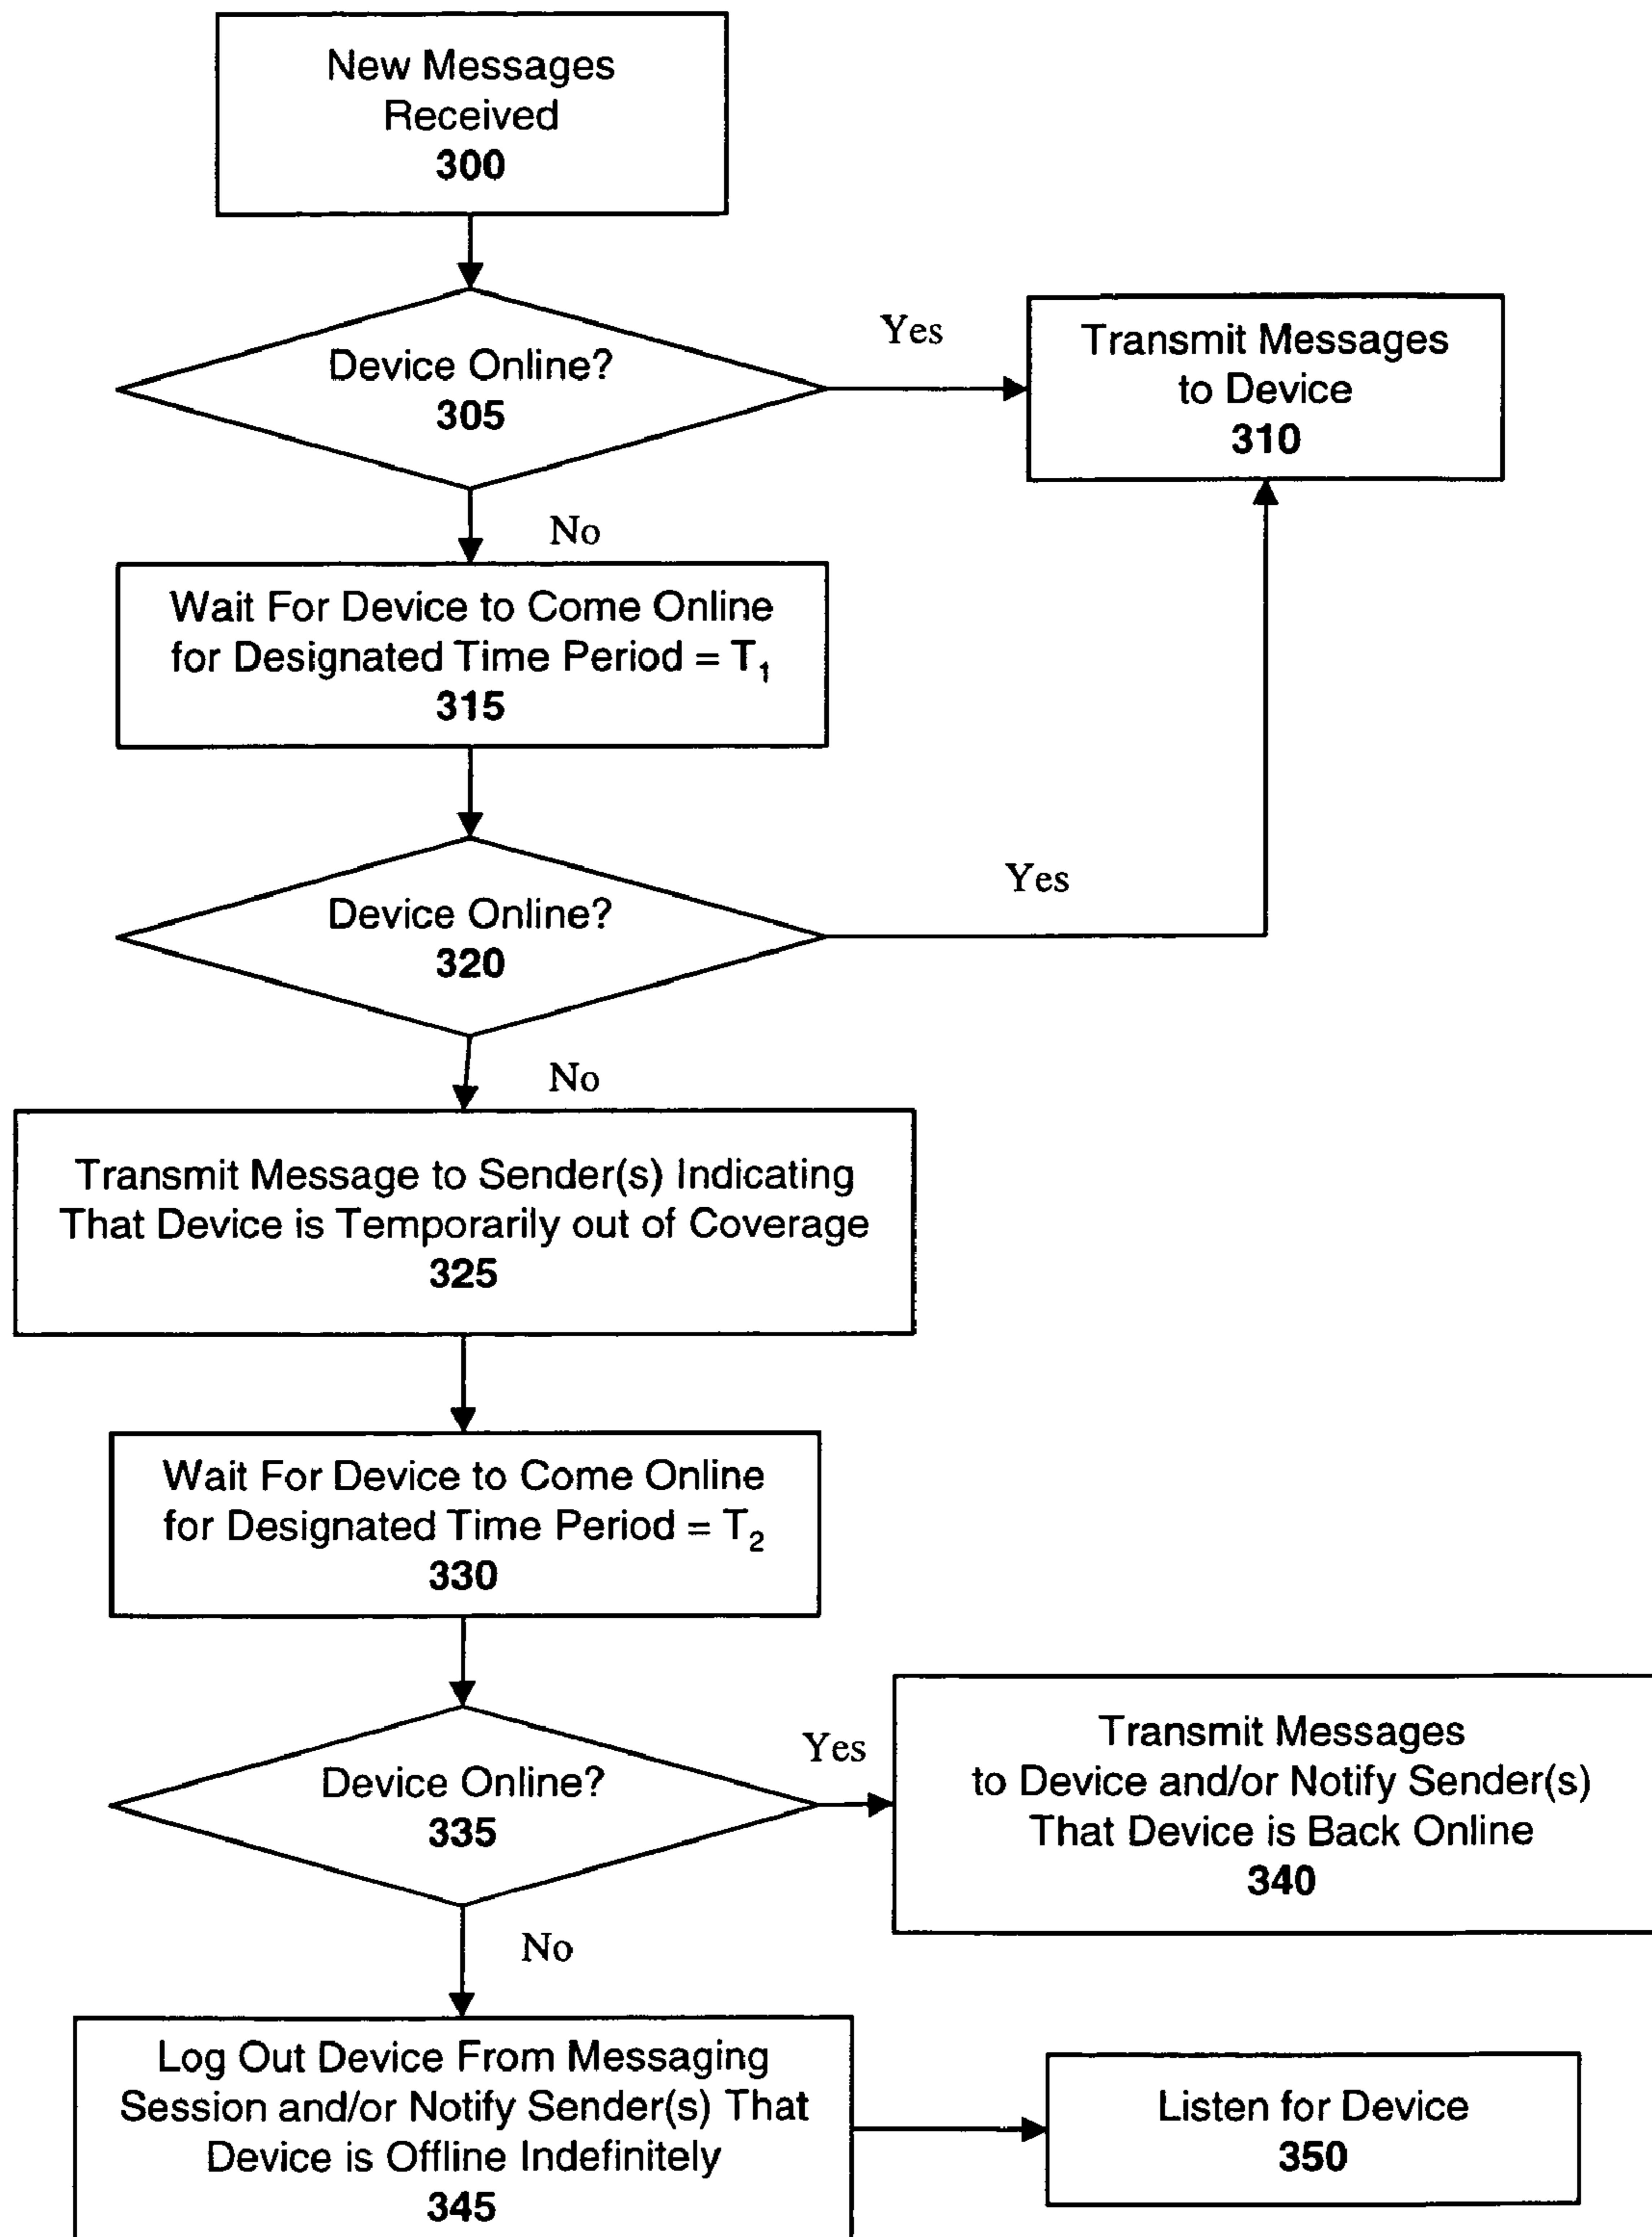 New Messages
Received
300
Device Online?
305
Yes
Transmit Messages
to Device
310
No
Wait For Device to Come Online
for Designated Time Period = T₁
315
Device Online?
320
Yes
No
Transmit Message to Sender(s) Indicating
That Device is Temporarily out of Coverage
325
Wait For Device to Come Online
for Designated Time Period = T₂
330
Device Online?
335
Yes
Transmit Messages
to Device and/or Notify Sender(s)
That Device is Back Online
340
No
Log Out Device From Messaging
Session and/or Notify Sender(s) That
Device is Offline Indefinitely
345
Listen for Device
350